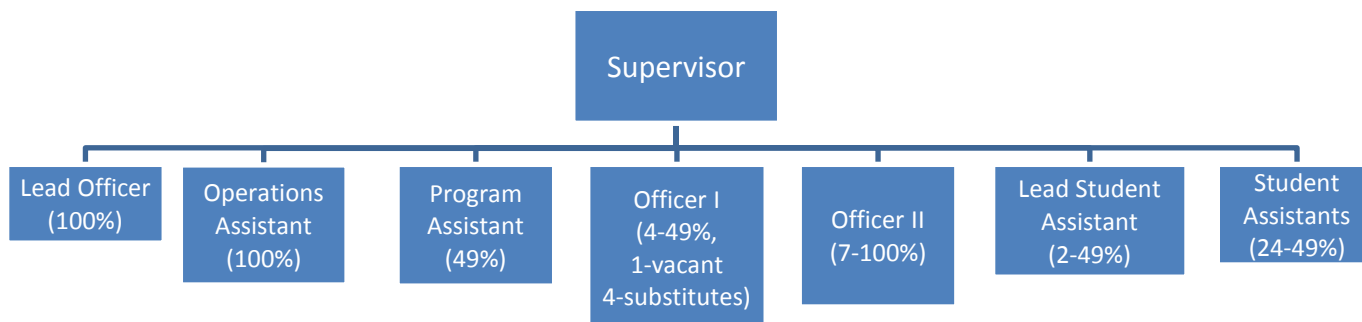 Supervisor
Lead Officer
(100%)
Operations
Assistant
(100%)
Program
Assistant
(49%)
Officer I
(4-49%,
1-vacant
4-substitutes)
Officer II
(7-100%)
Lead Student
Assistant
(2-49%)
Student
Assistants
(24-49%)